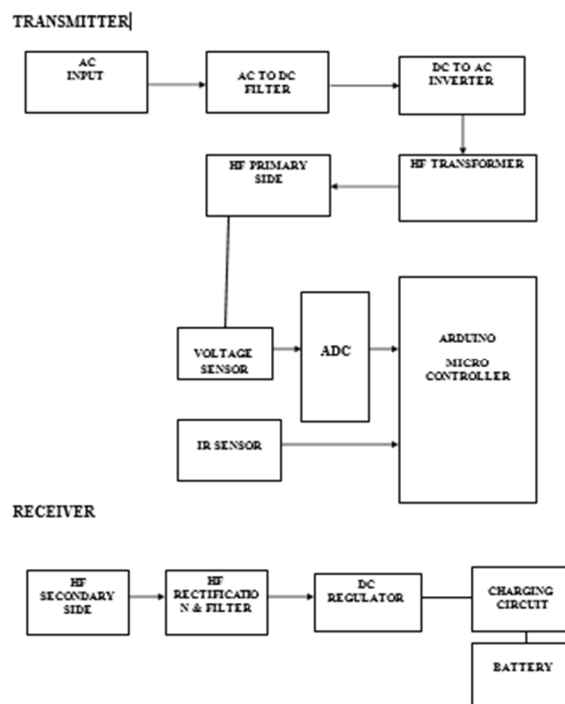 TRANSMITTER
AC
INPUT
AC TO DC
FILTER
DC TO AC
INVERTER
HF PRIMARY
SIDE
HF TRANSFORMER
VOLTAGE
SENSOR
ADC
ARDUINO
MICRO
CONTROLLER
IR SENSOR
RECEIVER
HF
SECONDARY
SIDE
HF
RECTIFICATIO
N & FILTER
DC
REGULATOR
CHARGING
CIRCUIT
BATTERY